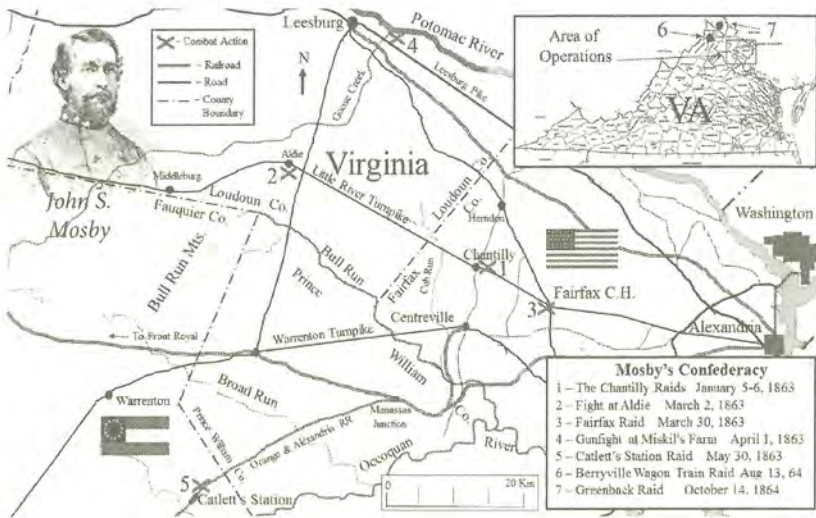 Leesburg
Potomac River
4
- Combat Action
- Railroad
- Road
- County
Boundary
N
Goose Creek
Leesburg Pike
6
7
Area of
Operations
VA
John S.
Mosby
Middleburg
Aldie
2
Virginia
Loudoun Co.
Fauquier Co.
Little River Turnpike
Loudoun Co.
Fairfax Co.
Herndon
Washington
Bull Run Mts.
Bull Run
Prince
William
Co.
Cub Run
Chantilly
1
3
Fairfax C.H.
Alexandria
To Front Royal
Warrenton Turnpike
Centreville
Warrenton
Broad Run
Prince William Co.
Manassas
Junction
Orange & Alexandria RR
Occoquan
River
5
Catlett's Station
0
20 Km
Mosby's Confederacy
1 – The Chantilly Raids January 5-6, 1863
2 – Fight at Aldie March 2, 1863
3 – Fairfax Raid March 30, 1863
4 – Gunfight at Miskil's Farm April 1, 1863
5 – Catlett's Station Raid May 30, 1863
6 – Berryville Wagon Train Raid Aug 13, 64
7 – Greenback Raid October 14, 1864